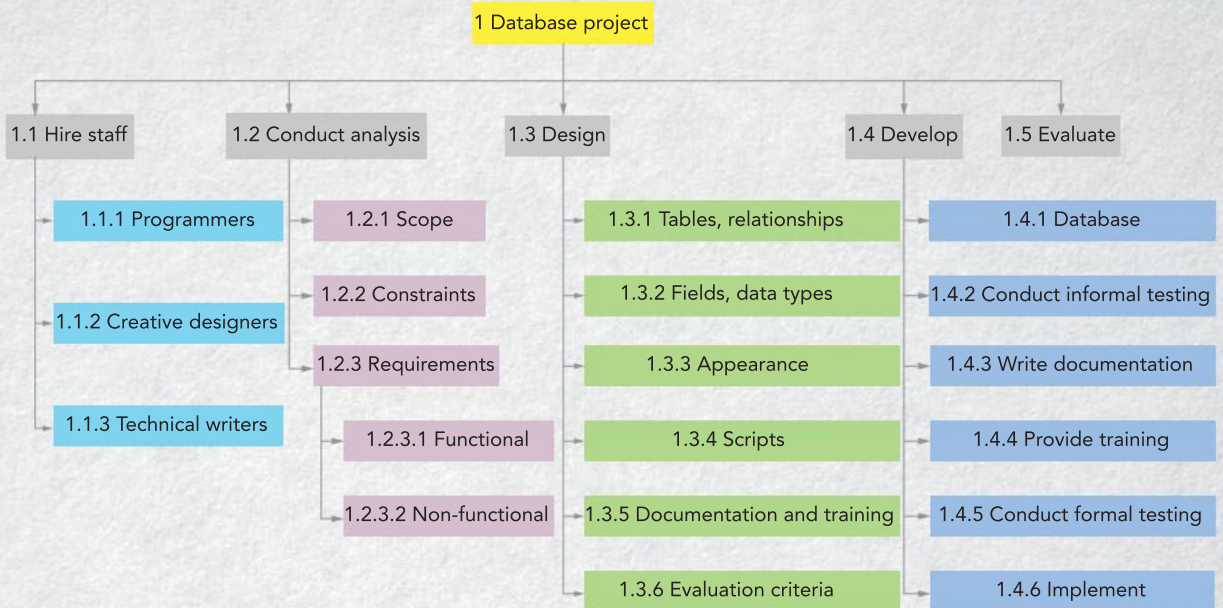 1 Database project
1.1 Hire staff
1.2 Conduct analysis
1.3 Design
1.4 Develop
1.5 Evaluate
1.1.1 Programmers
1.1.2 Creative designers
1.1.3 Technical writers
1.2.1 Scope
1.2.2 Constraints
1.2.3 Requirements
1.2.3.1 Functional
1.2.3.2 Non-functional
1.3.1 Tables, relationships
1.3.2 Fields, data types
1.3.3 Appearance
1.3.4 Scripts
1.3.5 Documentation and training
1.3.6 Evaluation criteria
1.4.1 Database
1.4.2 Conduct informal testing
1.4.3 Write documentation
1.4.4 Provide training
1.4.5 Conduct formal testing
1.4.6 Implement